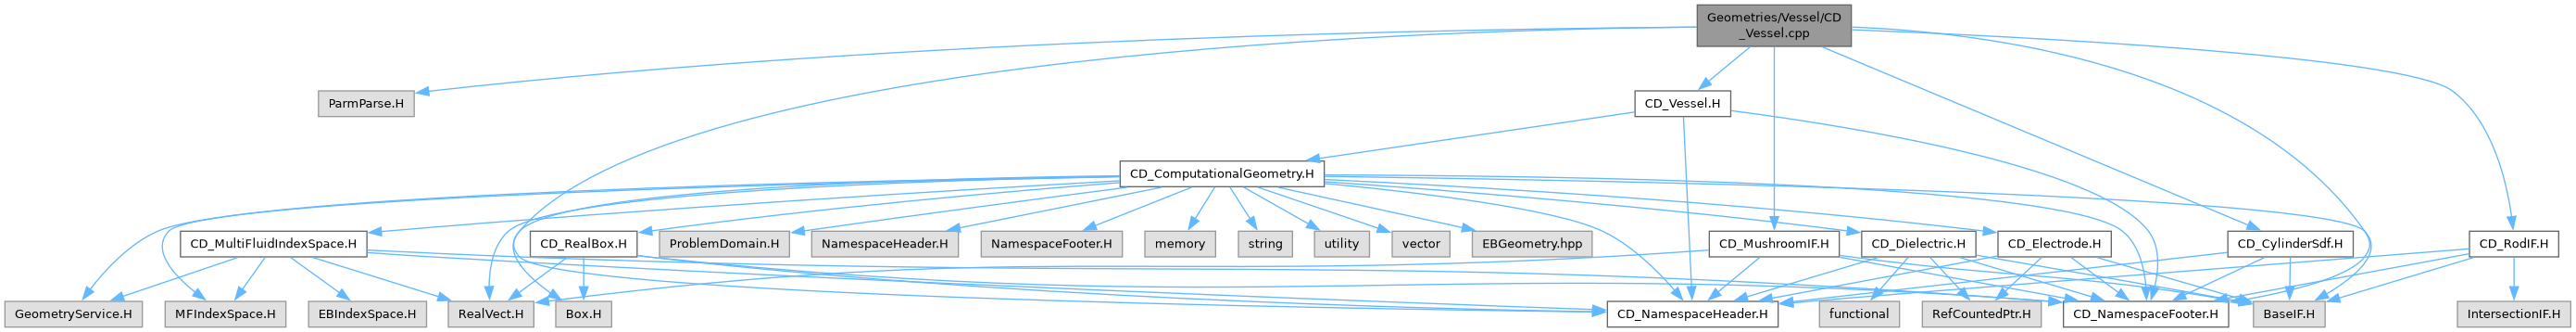 Geometries/Vessel/CD
_Vessel.cpp
ParmParse.H
CD_Vessel.H
CD_ComputationalGeometry.H
CD_MultiFluidIndexSpace.H
CD_RealBox.H
ProblemDomain.H
NamespaceHeader.H
NamespaceFooter.H
memory
string
utility
vector
EBGeometry.hpp
CD_MushroomIF.H
CD_Dielectric.H
CD_Electrode.H
CD_CylinderSdf.H
CD_RodIF.H
GeometryService.H
MFIndexSpace.H
EBIndexSpace.H
RealVect.H
Box.H
CD_NamespaceHeader.H
functional
RefCountedPtr.H
CD_NamespaceFooter.H
BaseIF.H
IntersectionIF.H